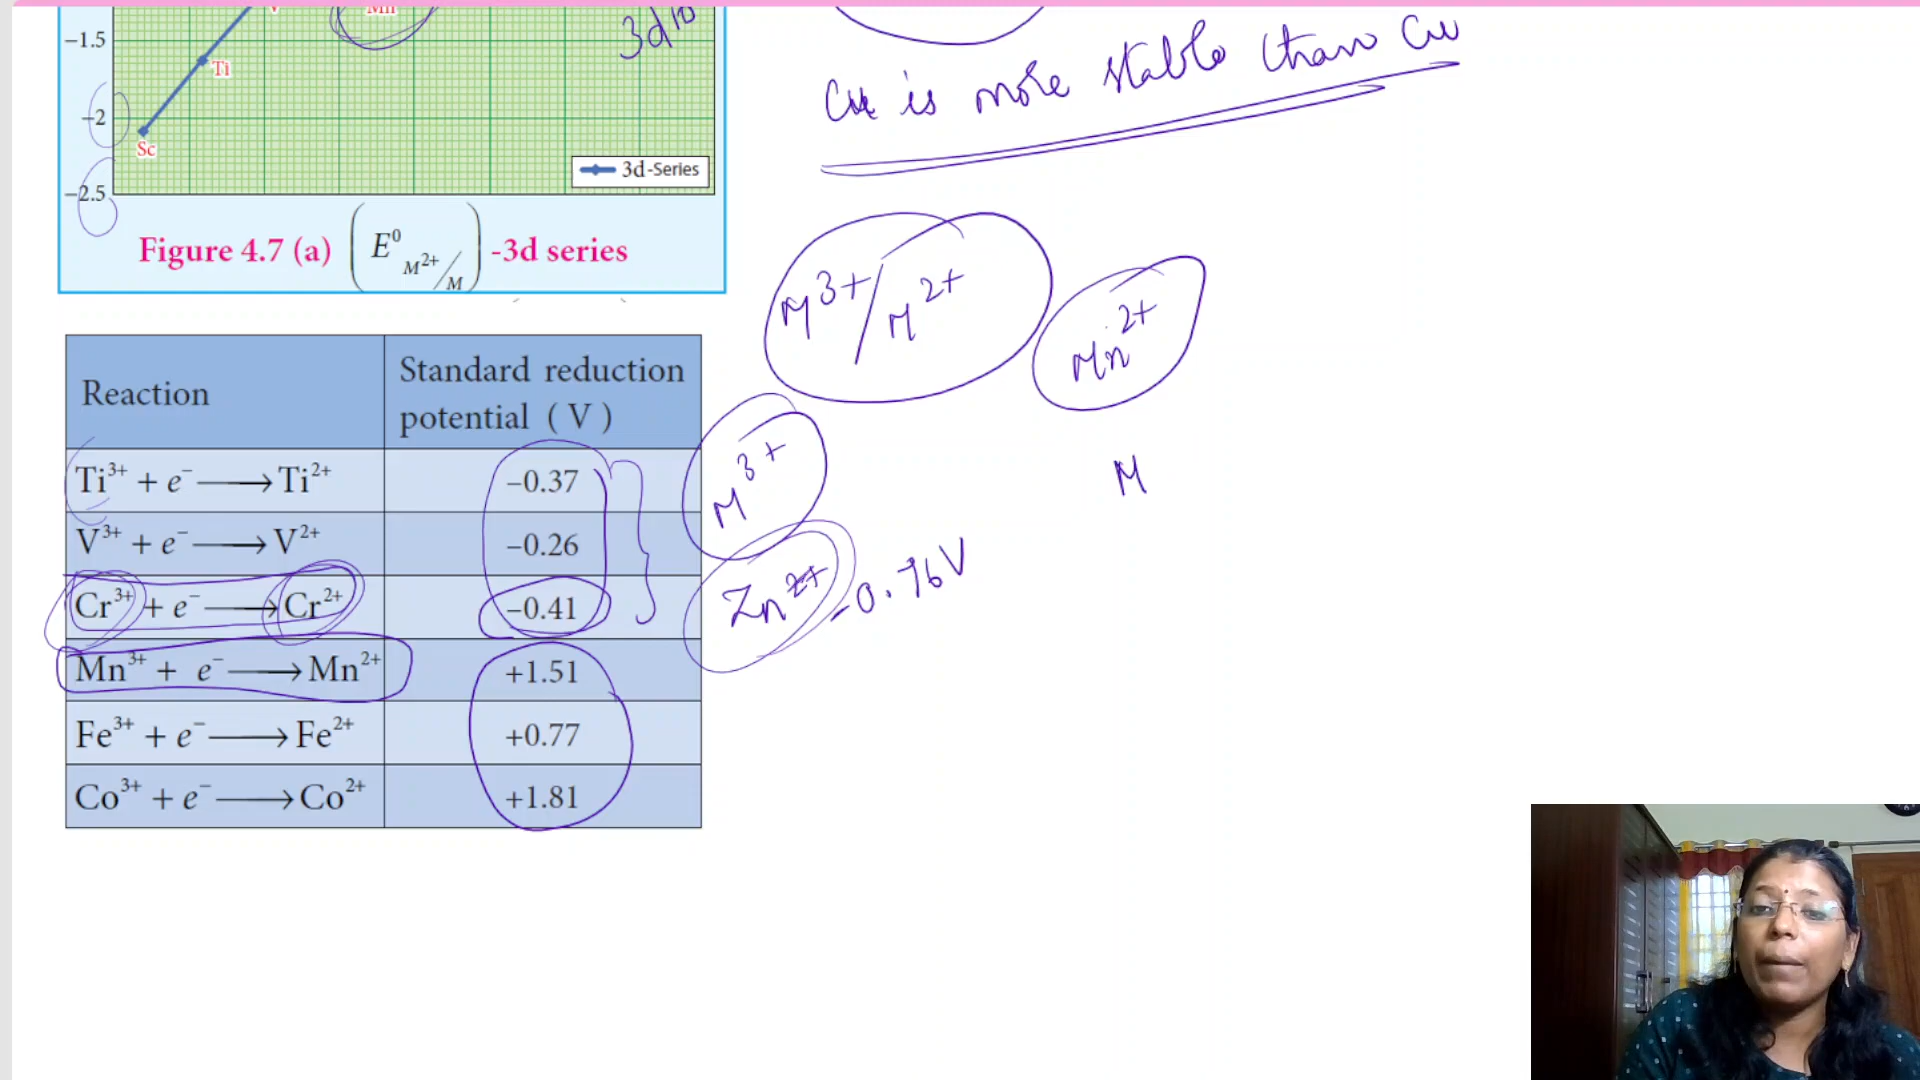 -1.5
V
Mn
3d10
Ti
-2
Sc
3d-Series
-2.5
Figure 4.7 (a) (E⁰ M²⁺/M) -3d series
is more stable than Cu
M³⁺/M²⁺
Mn²⁺
Reaction
Standard reduction potential ( V )
Ti³⁺ + e⁻ ⟶ Ti²⁺ −0.37
V³⁺ + e⁻ ⟶ V²⁺ −0.26
Cr³⁺ + e⁻ ⟶ Cr²⁺ −0.41
Mn³⁺ + e⁻ ⟶ Mn²⁺ +1.51
Fe³⁺ + e⁻ ⟶ Fe²⁺ +0.77
Co³⁺ + e⁻ ⟶ Co²⁺ +1.81
M³⁺
M
Zn²⁺ -0.76V